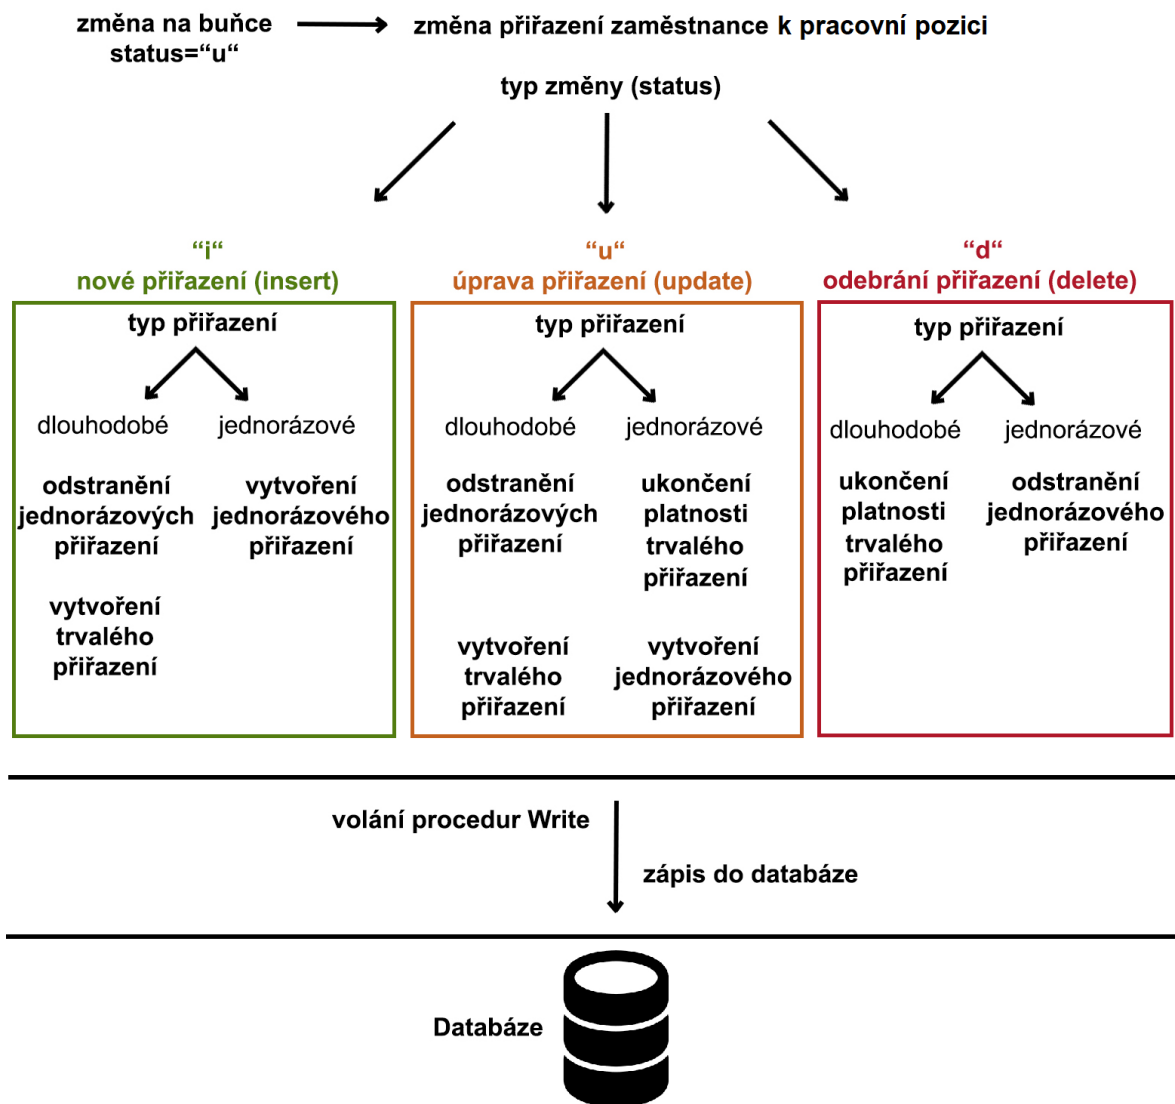 změna na buňce
status=“u“
změna přiřazení zaměstnance k pracovní pozici
typ změny (status)
“i“
nové přiřazení (insert)
typ přiřazení
dlouhodobé
jednorázové
odstranění
jednorázových
přiřazení
vytvoření
trvalého
přiřazení
vytvoření
jednorázového
přiřazení
“u“
úprava přiřazení (update)
typ přiřazení
dlouhodobé
jednorázové
odstranění
jednorázových
přiřazení
vytvoření
trvalého
přiřazení
ukončení
platnosti
trvalého
přiřazení
vytvoření
jednorázového
přiřazení
“d“
odebrání přiřazení (delete)
typ přiřazení
dlouhodobé
jednorázové
ukončení
platnosti
trvalého
přiřazení
odstranění
jednorázového
přiřazení
volání procedur Write
zápis do databáze
Databáze